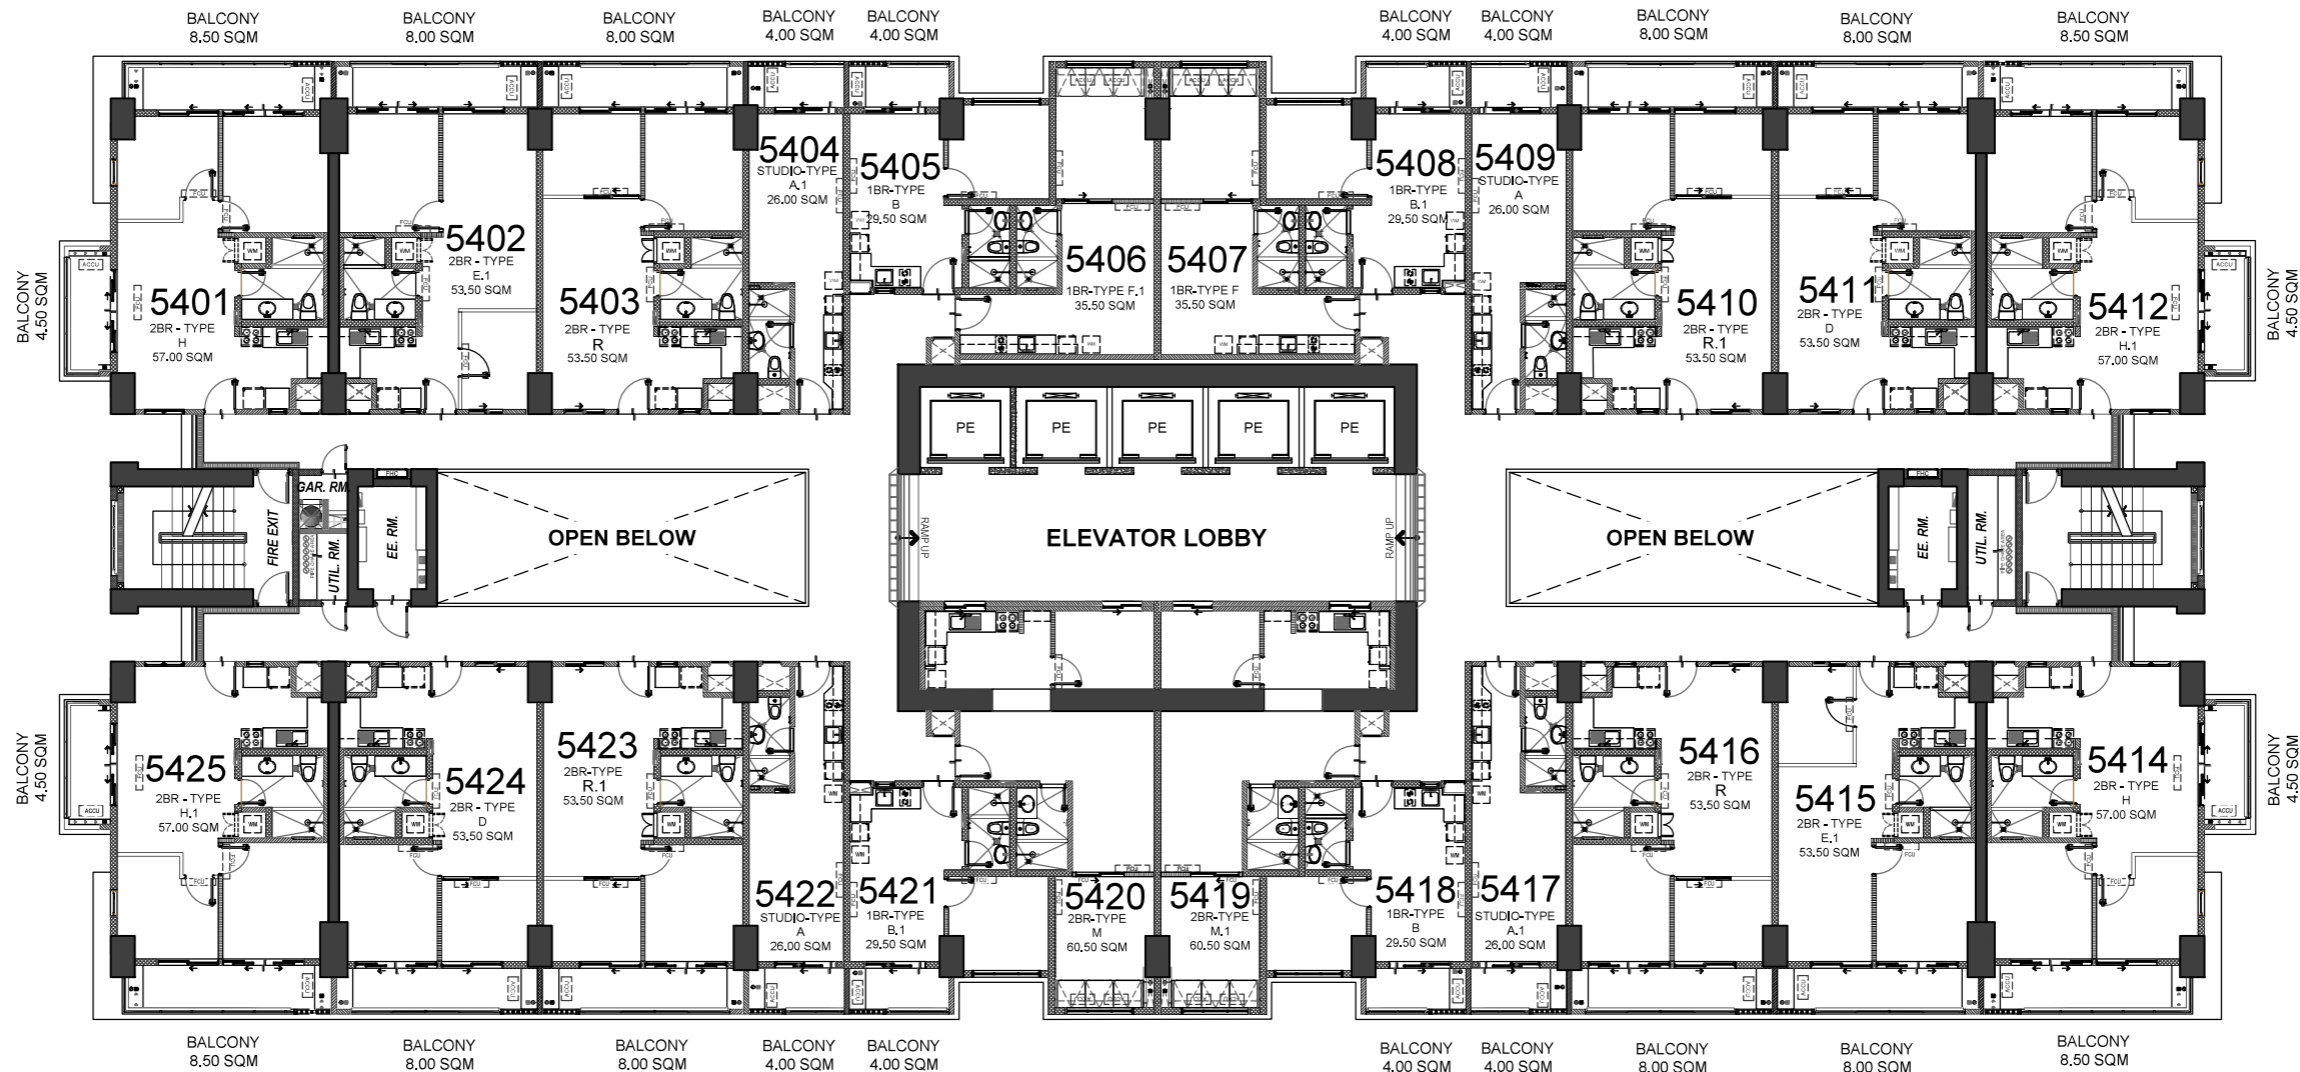 BALCONY
8.50 SQM
BALCONY
8.00 SQM
BALCONY
8.00 SQM
BALCONY
4.00 SQM
BALCONY
4.00 SQM
BALCONY
4.00 SQM
BALCONY
4.00 SQM
BALCONY
8.00 SQM
BALCONY
8.00 SQM
BALCONY
8.50 SQM
BALCONY
4.50 SQM
5401
2BR - TYPE
H
57.00 SQM
5402
2BR - TYPE
E.1
53.50 SQM
5403
2BR - TYPE
R
53.50 SQM
5404
STUDIO-TYPE
A.1
26.00 SQM
5405
1BR-TYPE
B
29.50 SQM
5406
1BR-TYPE F.1
35.50 SQM
5407
1BR-TYPE F
35.50 SQM
5408
1BR-TYPE
B.1
29.50 SQM
5409
STUDIO-TYPE
A
26.00 SQM
5410
2BR - TYPE
R.1
53.50 SQM
5411
2BR - TYPE
D
53.50 SQM
5412
2BR - TYPE
H.1
57.00 SQM
BALCONY
4.50 SQM
PE
PE
PE
PE
PE
FIRE EXIT
GAR. RM.
UTIL. RM.
FHC
EE. RM.
OPEN BELOW
RAMP UP
ELEVATOR LOBBY
RAMP UP
OPEN BELOW
FHC
EE. RM.
UTIL. RM.
BALCONY
4.50 SQM
5425
2BR - TYPE
H.1
57.00 SQM
5424
2BR - TYPE
D
53.50 SQM
5423
2BR-TYPE
R.1
53.50 SQM
5422
STUDIO-TYPE
A
26.00 SQM
5421
1BR-TYPE
B.1
29.50 SQM
5420
2BR-TYPE
M
60.50 SQM
5419
2BR-TYPE
M.1
60.50 SQM
5418
1BR-TYPE
B
29.50 SQM
5417
STUDIO-TYPE
A.1
26.00 SQM
5416
2BR - TYPE
R
53.50 SQM
5415
2BR - TYPE
E.1
53.50 SQM
5414
2BR - TYPE
H
57.00 SQM
BALCONY
4.50 SQM
BALCONY
8.50 SQM
BALCONY
8.00 SQM
BALCONY
8.00 SQM
BALCONY
4.00 SQM
BALCONY
4.00 SQM
BALCONY
4.00 SQM
BALCONY
4.00 SQM
BALCONY
8.00 SQM
BALCONY
8.00 SQM
BALCONY
8.50 SQM